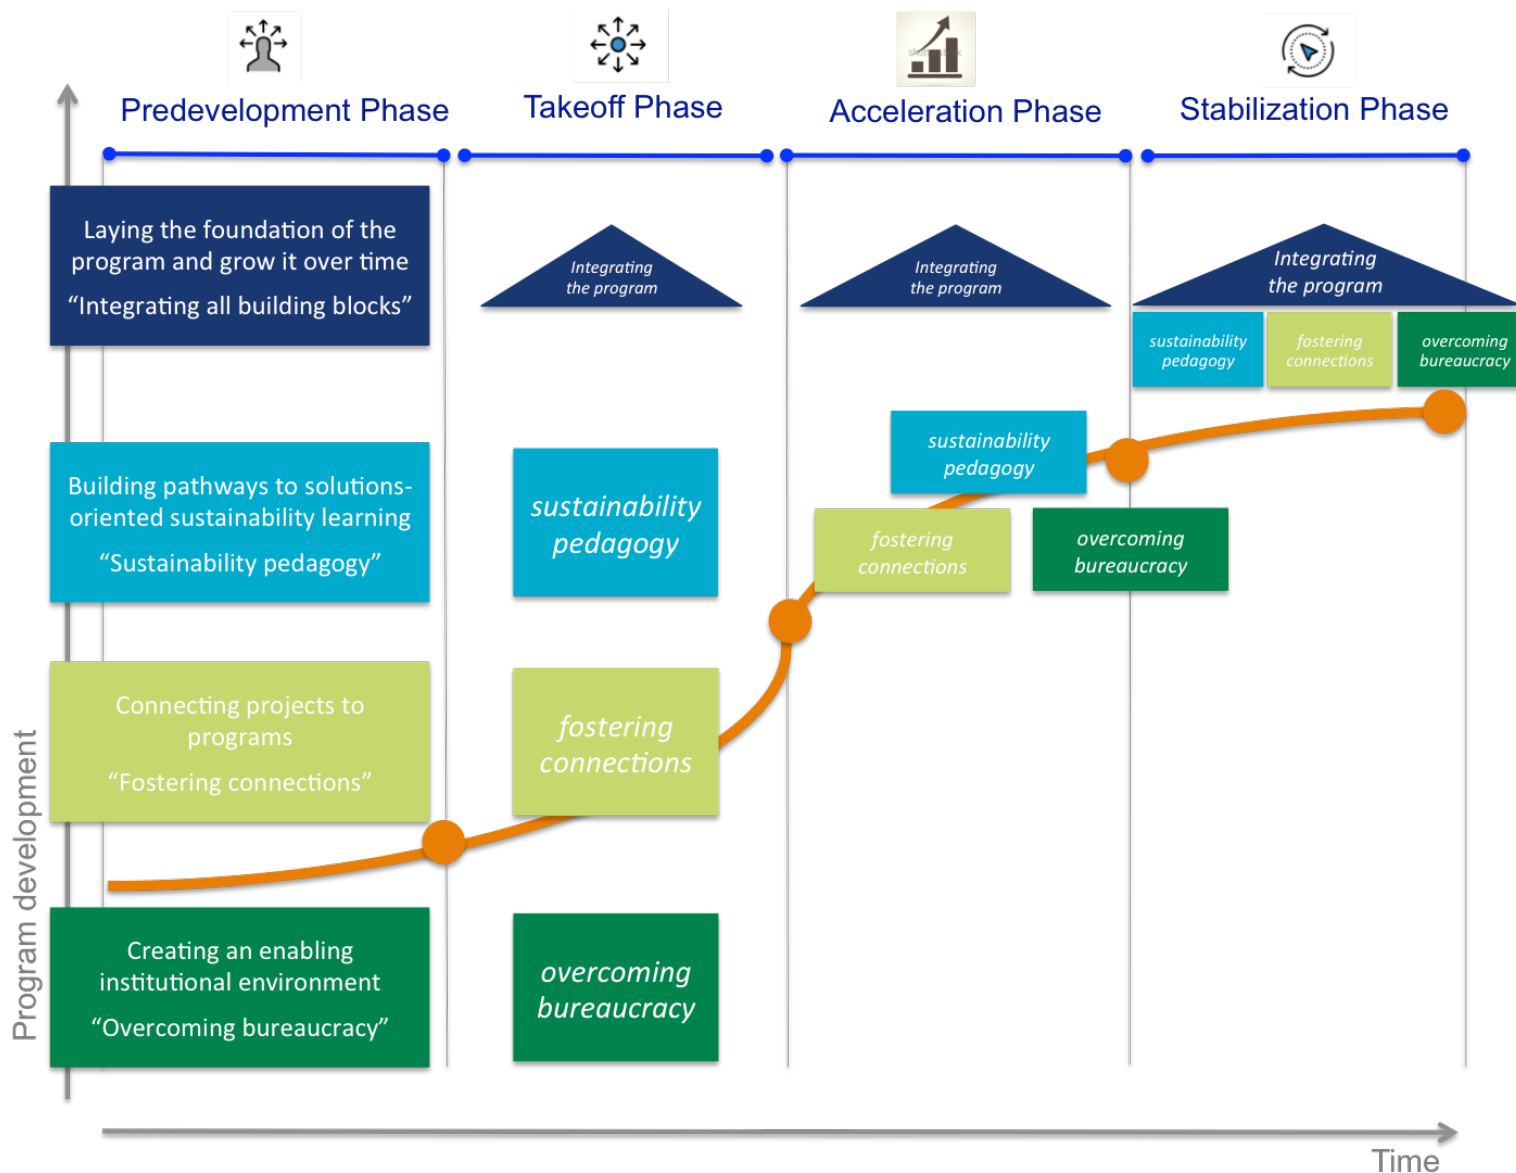 Predevelopment Phase
Takeoff Phase
Acceleration Phase
Stabilization Phase
Laying the foundation of the
program and grow it over time
“Integrating all building blocks”
Integrating
the program
Integrating
the program
Integrating
the program
sustainability
pedagogy
fostering
connections
overcoming
bureaucracy
Building pathways to solutions-
oriented sustainability learning
“Sustainability pedagogy”
sustainability
pedagogy
sustainability
pedagogy
fostering
connections
overcoming
bureaucracy
Connecting projects to
programs
“Fostering connections”
fostering
connections
Creating an enabling
institutional environment
“Overcoming bureaucracy”
overcoming
bureaucracy
Program development
Time